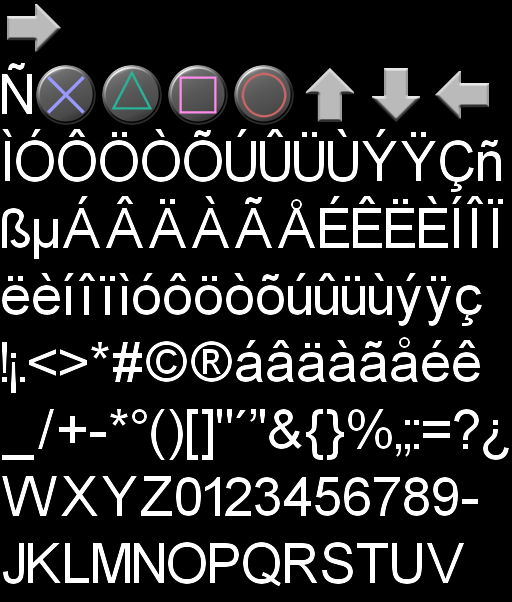 Ñ
ÌÓÔÖÒÕÚÛÜÙÝŸÇñ
ßµÁÂÄÀÃÅÉÊËÈÍÎÏ
ëèíîïìóôöòõúûüùýÿç
!¡.<>*#©®áâäàãåéê
_/+-*°()[]"´”&{}%„;:=?¿
WXYZ0123456789-
JKLMNOPQRSTUV